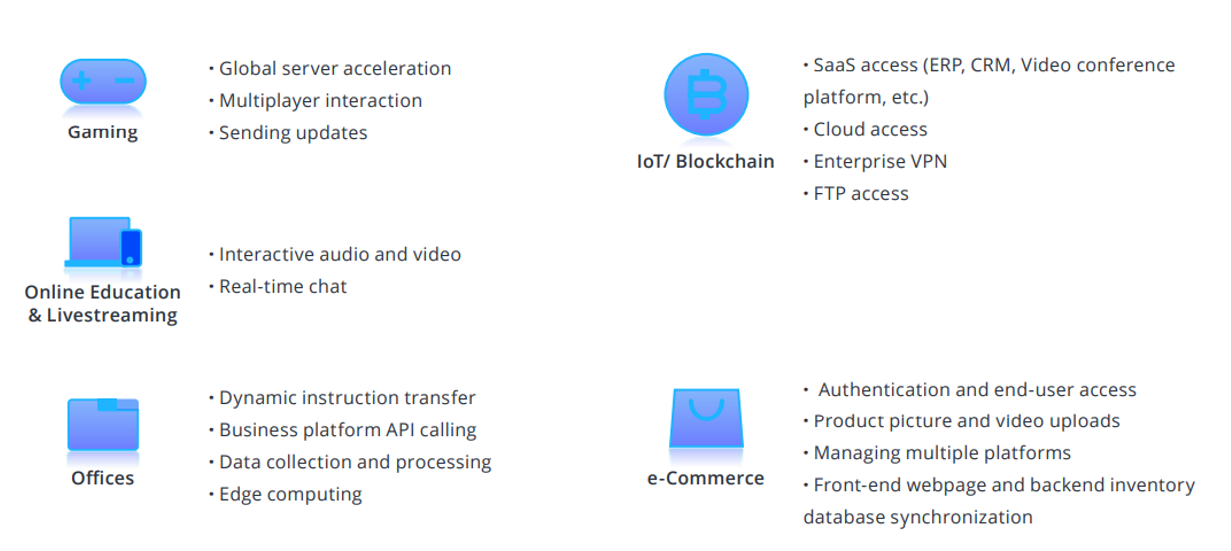 Gaming
• Global server acceleration
• Multiplayer interaction
• Sending updates
IoT/ Blockchain
• SaaS access (ERP, CRM, Video conference
platform, etc.)
• Cloud access
• Enterprise VPN
• FTP access
Online Education
& Livestreaming
• Interactive audio and video
• Real-time chat
Offices
• Dynamic instruction transfer
• Business platform API calling
• Data collection and processing
• Edge computing
e-Commerce
• Authentication and end-user access
• Product picture and video uploads
• Managing multiple platforms
• Front-end webpage and backend inventory
database synchronization